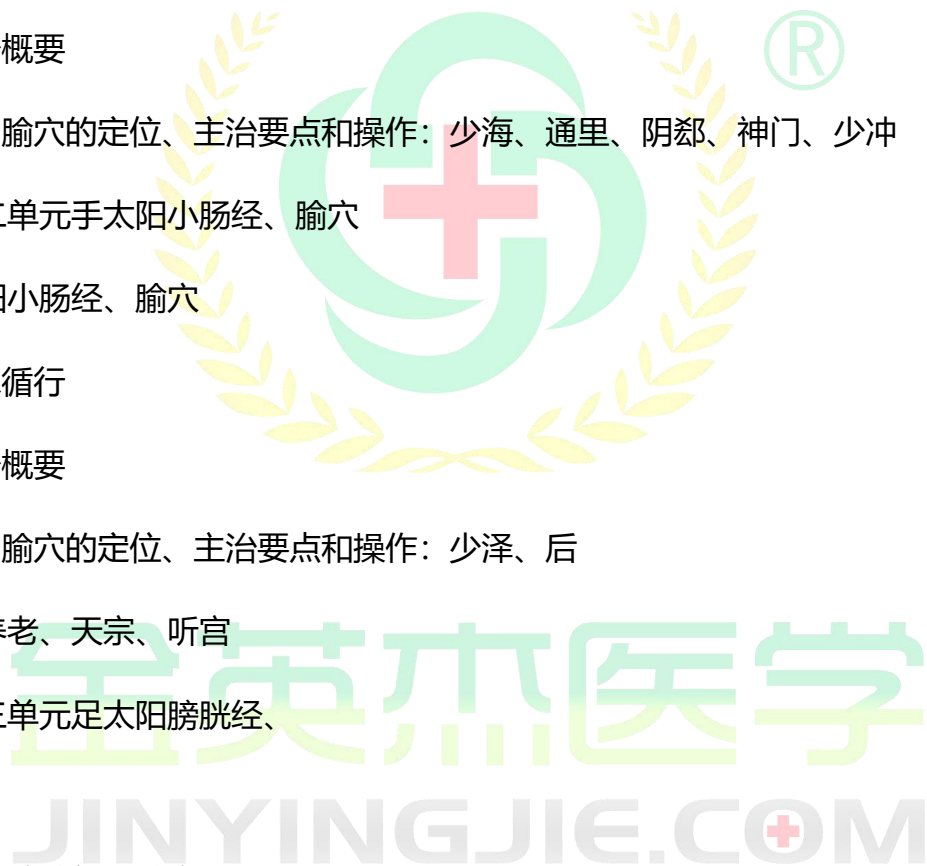 概要
腧穴的定位、主治要点和操作：少海、通里、阴郄、神门、少冲
单元手太阳小肠经、腧穴
小肠经、腧穴
循行
概要
腧穴的定位、主治要点和操作：少泽、后
老、天宗、听宫
单元足太阳膀胱经、
金英杰医学
JINYINGJIE.COM
®